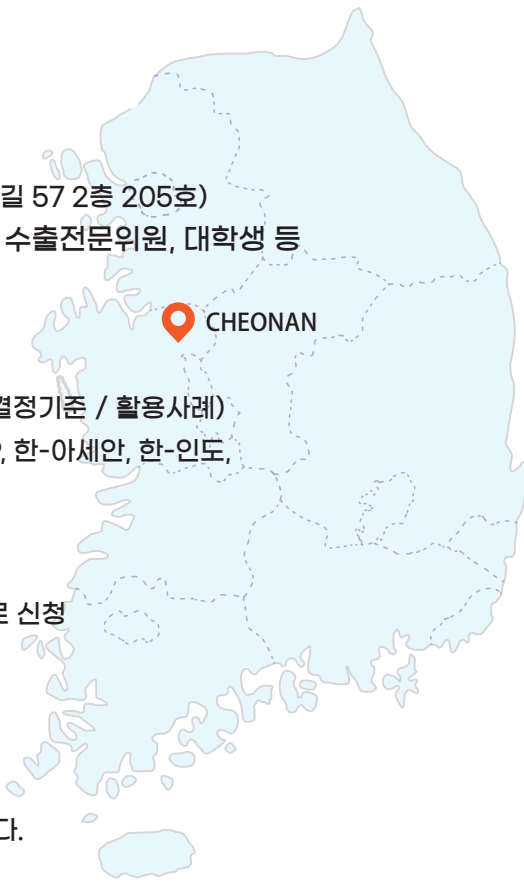 길 57 2층 205호)
수출전문위원, 대학생 등
CHEONAN
결정기준 / 활용사례)
, 한-아세안, 한-인도,
로 신청
다.